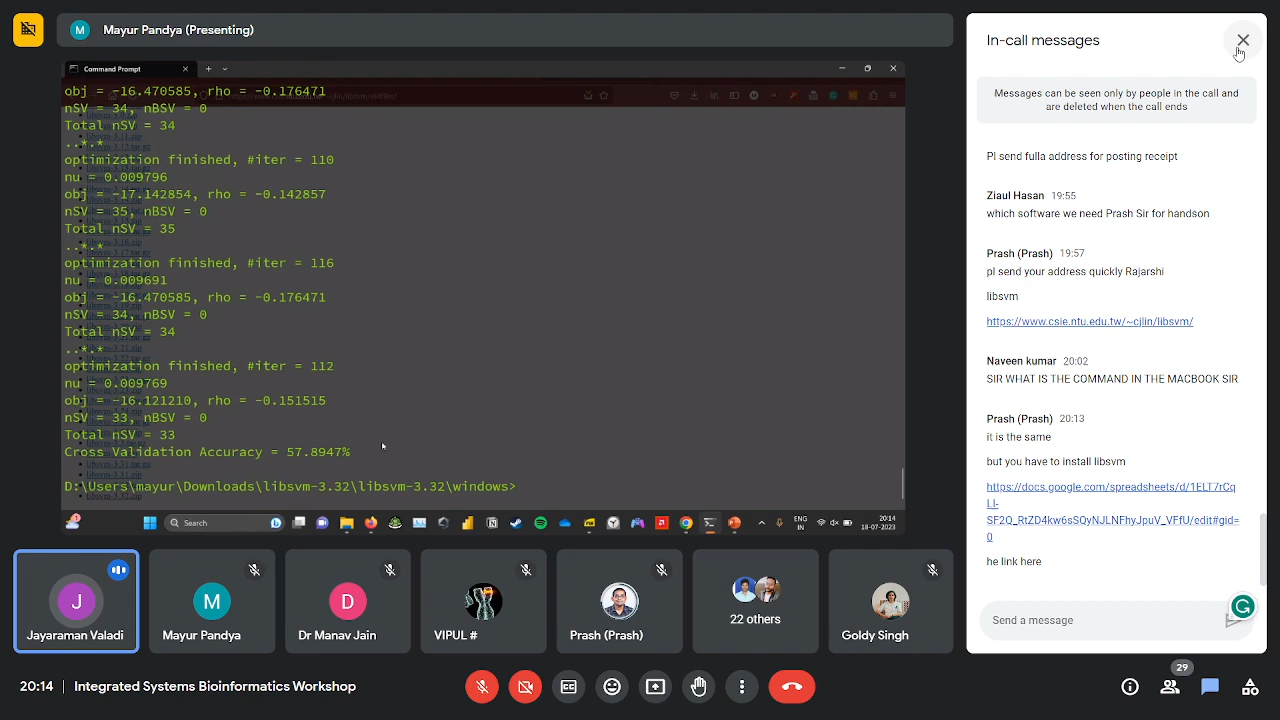 Mayur Pandya (Presenting)
In-call messages
Messages can be seen only by people in the call and
are deleted when the call ends
Command Prompt
obj = -16.470585, rho = -0.176471
nSV = 34, nBSV = 0
Total nSV = 34
..*.*
optimization finished, #iter = 110
nu = 0.009796
obj = -17.142854, rho = -0.142857
nSV = 35, nBSV = 0
Total nSV = 35
..*.*
optimization finished, #iter = 116
nu = 0.009691
obj = -16.470585, rho = -0.176471
nSV = 34, nBSV = 0
Total nSV = 34
..*.*
optimization finished, #iter = 112
nu = 0.009769
obj = -16.121210, rho = -0.151515
nSV = 33, nBSV = 0
Total nSV = 33
Cross Validation Accuracy = 57.8947%
D:\Users\mayur\Downloads\libsvm-3.32\libsvm-3.32\windows>
Search
ENG
IN
20:14
18-07-2023
Pl send fulla address for posting receipt
Ziaul Hasan 19:55
which software we need Prash Sir for handson
Prash (Prash) 19:57
pl send your address quickly Rajarshi
libsvm
https://www.csie.ntu.edu.tw/~cjlin/libsvm/
Naveen kumar 20:02
SIR WHAT IS THE COMMAND IN THE MACBOOK SIR
Prash (Prash) 20:13
it is the same
but you have to install libsvm
https://docs.google.com/spreadsheets/d/1ELT7rCq
LI-
SF2Q_RtZD4kw6sSQyNJLNFhyJpuV_VFfU/edit#gid=
0
he link here
Send a message
J
Jayaraman Valadi
M
Mayur Pandya
D
Dr Manav Jain
VIPUL #
Prash (Prash)
22 others
Goldy Singh
20:14 | Integrated Systems Bioinformatics Workshop
29